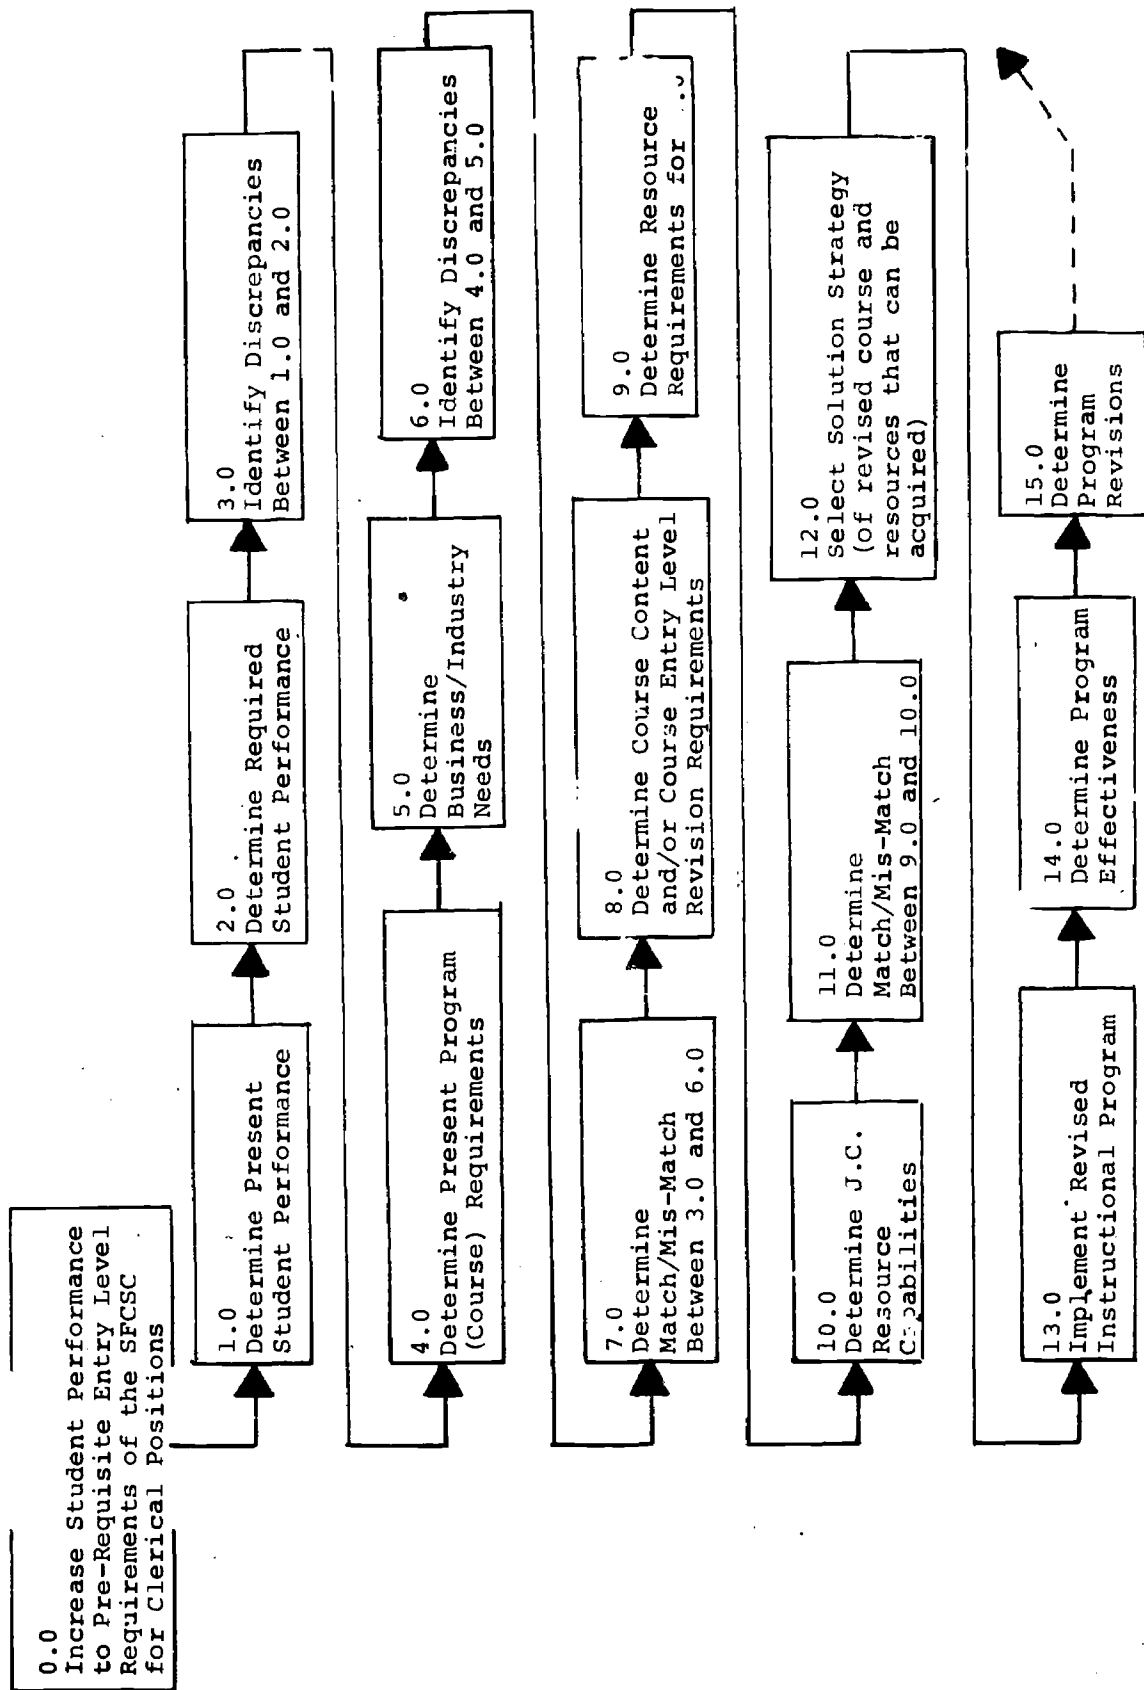 0.0
Increase Student Performance
to Pre-Requisite Entry Level
Requirements of the SFCSC
for Clerical Positions
1.0
Determine Present
Student Performance
2.0
Determine Required
Student Performance
3.0
Identify Discrepancies
Between 1.0 and 2.0
4.0
Determine Present Program
(Course) Requirements
5.0
Determine
Business/Industry
Needs
6.0
Identify Discrepancies
Between 4.0 and 5.0
7.0
Determine
Match/Mis-Match
Between 3.0 and 6.0
8.0
Determine Course Content
and/or Course Entry Level
Revision Requirements
9.0
Determine Resource
Requirements for
10.0
Determine J.C.
Resource
Capabilities
11.0
Determine
Match/Mis-Match
Between 9.0 and 10.0
12.0
Select Solution Strategy
(of revised course and
resources that can be
acquired)
13.0
Implement Revised
Instructional Program
14.0
Determine Program
Effectiveness
15.0
Determine
Program
Revisions